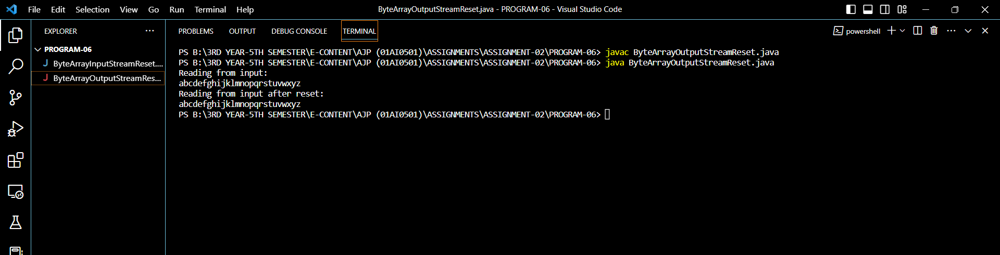 File Edit Selection View Go Run Terminal Help ByteArrayOutputStreamReset.java - PROGRAM-06 - Visual Studio Code
EXPLORER ...
PROGRAM-06
J ByteArrayInputStreamReset....
J ByteArrayOutputStreamRes...
PROBLEMS OUTPUT DEBUG CONSOLE TERMINAL powershell ...
PS B:\3RD YEAR-5TH SEMESTER\E-CONTENT\AJP (01AI0501)\ASSIGNMENTS\ASSIGNMENT-02\PROGRAM-06> javac ByteArrayOutputStreamReset.java
PS B:\3RD YEAR-5TH SEMESTER\E-CONTENT\AJP (01AI0501)\ASSIGNMENTS\ASSIGNMENT-02\PROGRAM-06> java ByteArrayOutputStreamReset.java
Reading from input:
abcdefghijklmnopqrstuvwxyz
Reading from input after reset:
abcdefghijklmnopqrstuvwxyz
PS B:\3RD YEAR-5TH SEMESTER\E-CONTENT\AJP (01AI0501)\ASSIGNMENTS\ASSIGNMENT-02\PROGRAM-06>